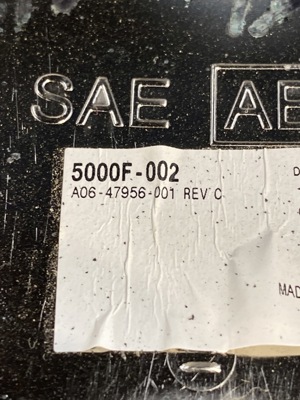 SAE AE
5000F-002 D
A06-47956-001 REV C
MAD